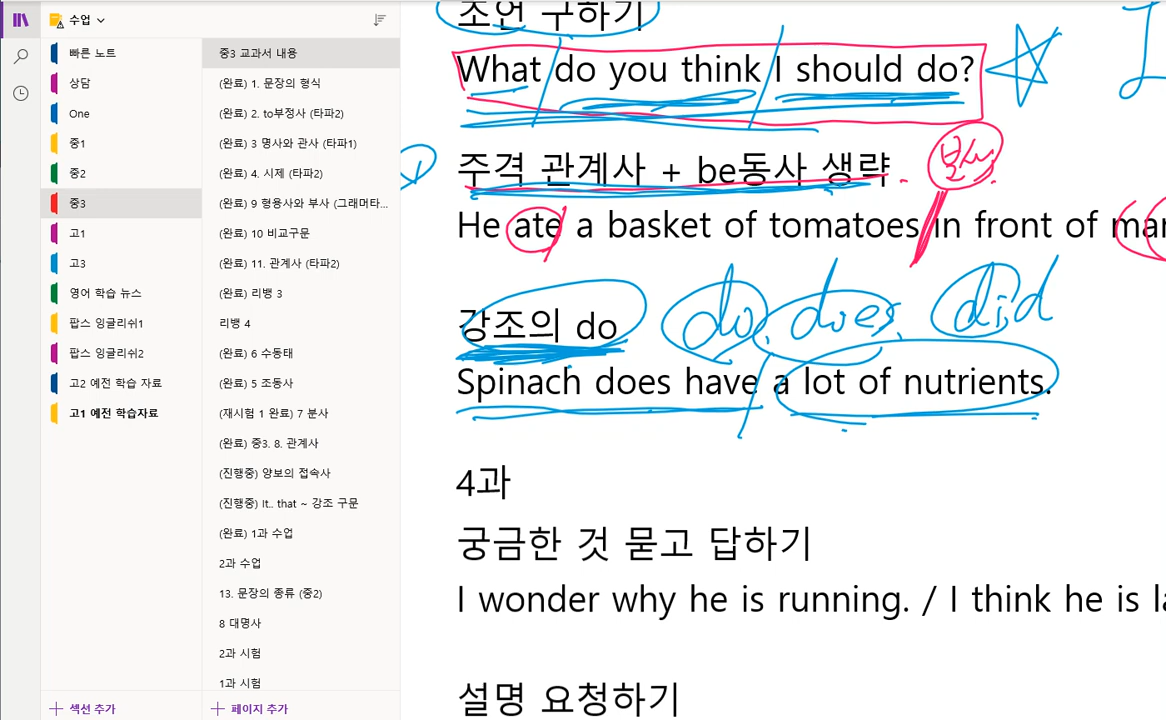 수업
빠른 노트
상담
One
중1
중2
중3
고1
고3
영어 학습 뉴스
팝스 잉글리쉬1
팝스 잉글리쉬2
고2 예전 학습 자료
고1 예전 학습자료
섹션 추가
중3 교과서 내용
(완료) 1. 문장의 형식
(완료) 2. to부정사 (타파2)
(완료) 3 명사와 관사 (타파1)
(완료) 4. 시제 (타파2)
(완료) 9 형용사와 부사 (그래머타...
(완료) 10 비교구문
(완료) 11. 관계사 (타파2)
(완료) 리뱅 3
리뱅 4
(완료) 6 수동태
(완료) 5 조동사
(재시험 1 완료) 7 분사
(완료) 중3. 8. 관계사
(진행중) 양보의 접속사
(진행중) It.. that ~ 강조 구문
(완료) 1과 수업
2과 수업
13. 문장의 종류 (중2)
8 대명사
2과 시험
1과 시험
페이지 추가
조언 구하기
What do you think I should do?
주격 관계사 + be동사 생략
He ate a basket of tomatoes in front of
강조의 do do, does, did
Spinach does have a lot of nutrients.
4과
궁금한 것 묻고 답하기
I wonder why he is running. / I think he is
설명 요청하기